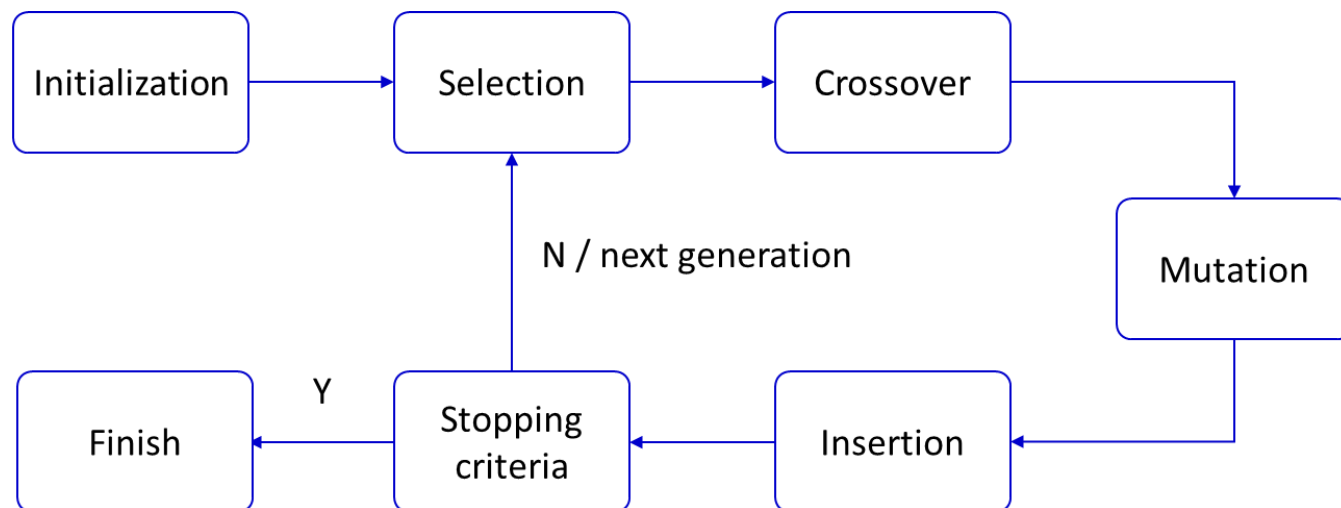 Initialization
Selection
Crossover
Mutation
N / next generation
Insertion
Stopping
criteria
Y
Finish